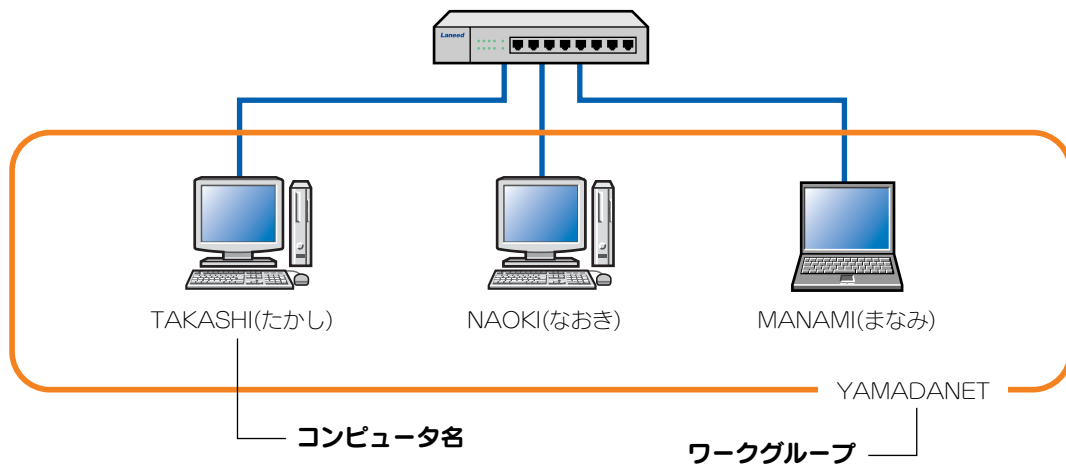 Laneed
TAKASHI(たかし)
NAOKI(なおき)
MANAMI(まなみ)
YAMADANET
コンピュータ名
ワークグループ